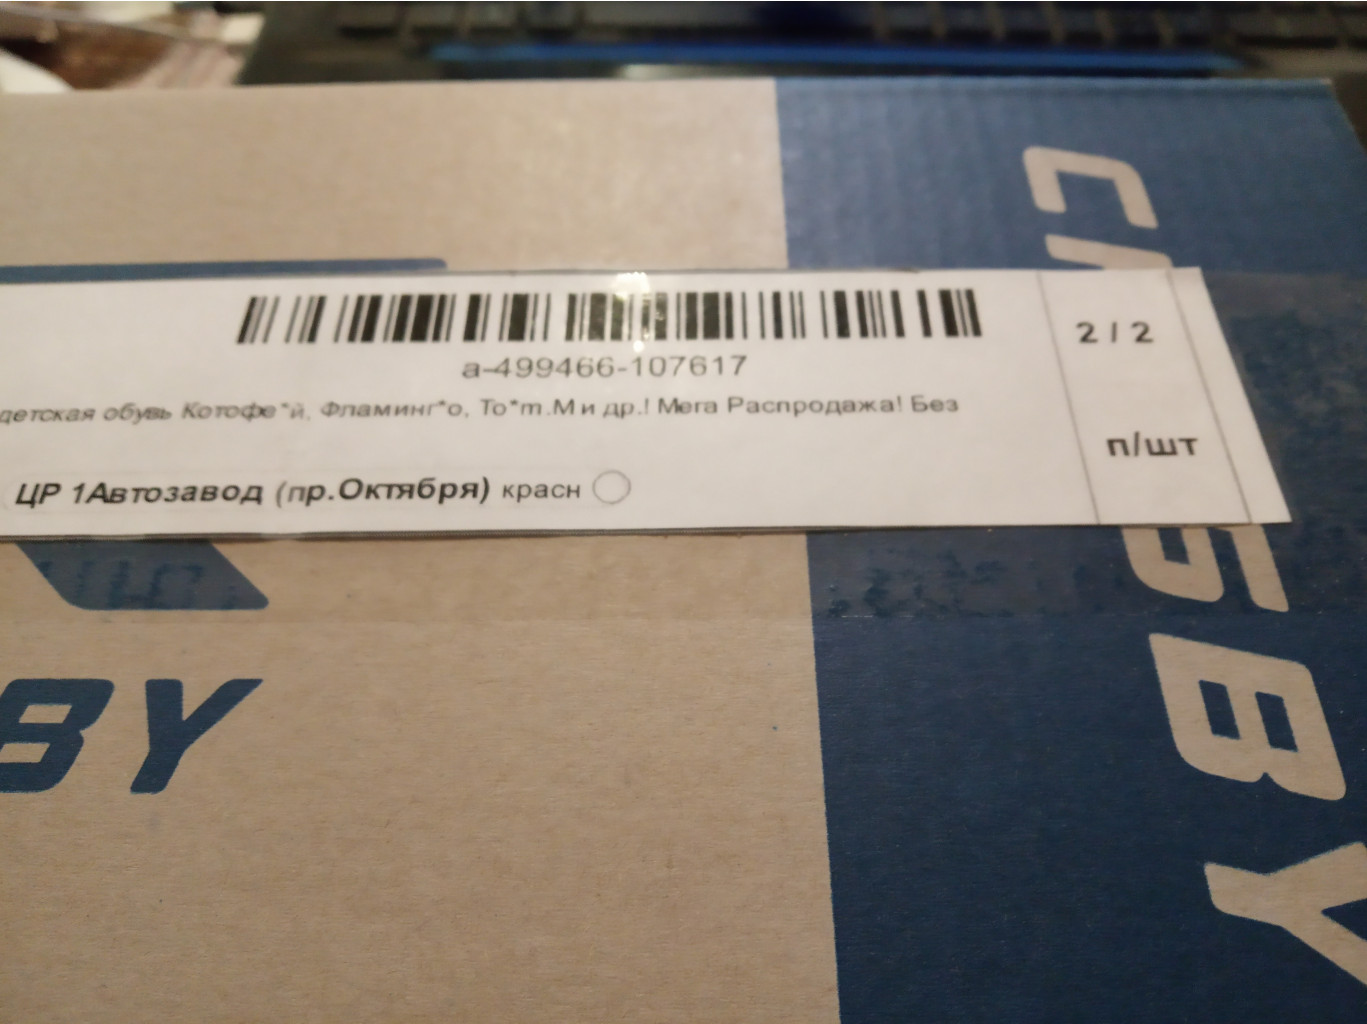 a-499466-107617
2 / 2
детская обувь Котофе*й, Фламинг*о, То*т.М и др.! Мега Распродажа! Без
п/шт
ЦР 1Автозавод (пр.Октября) красн
BY
BY